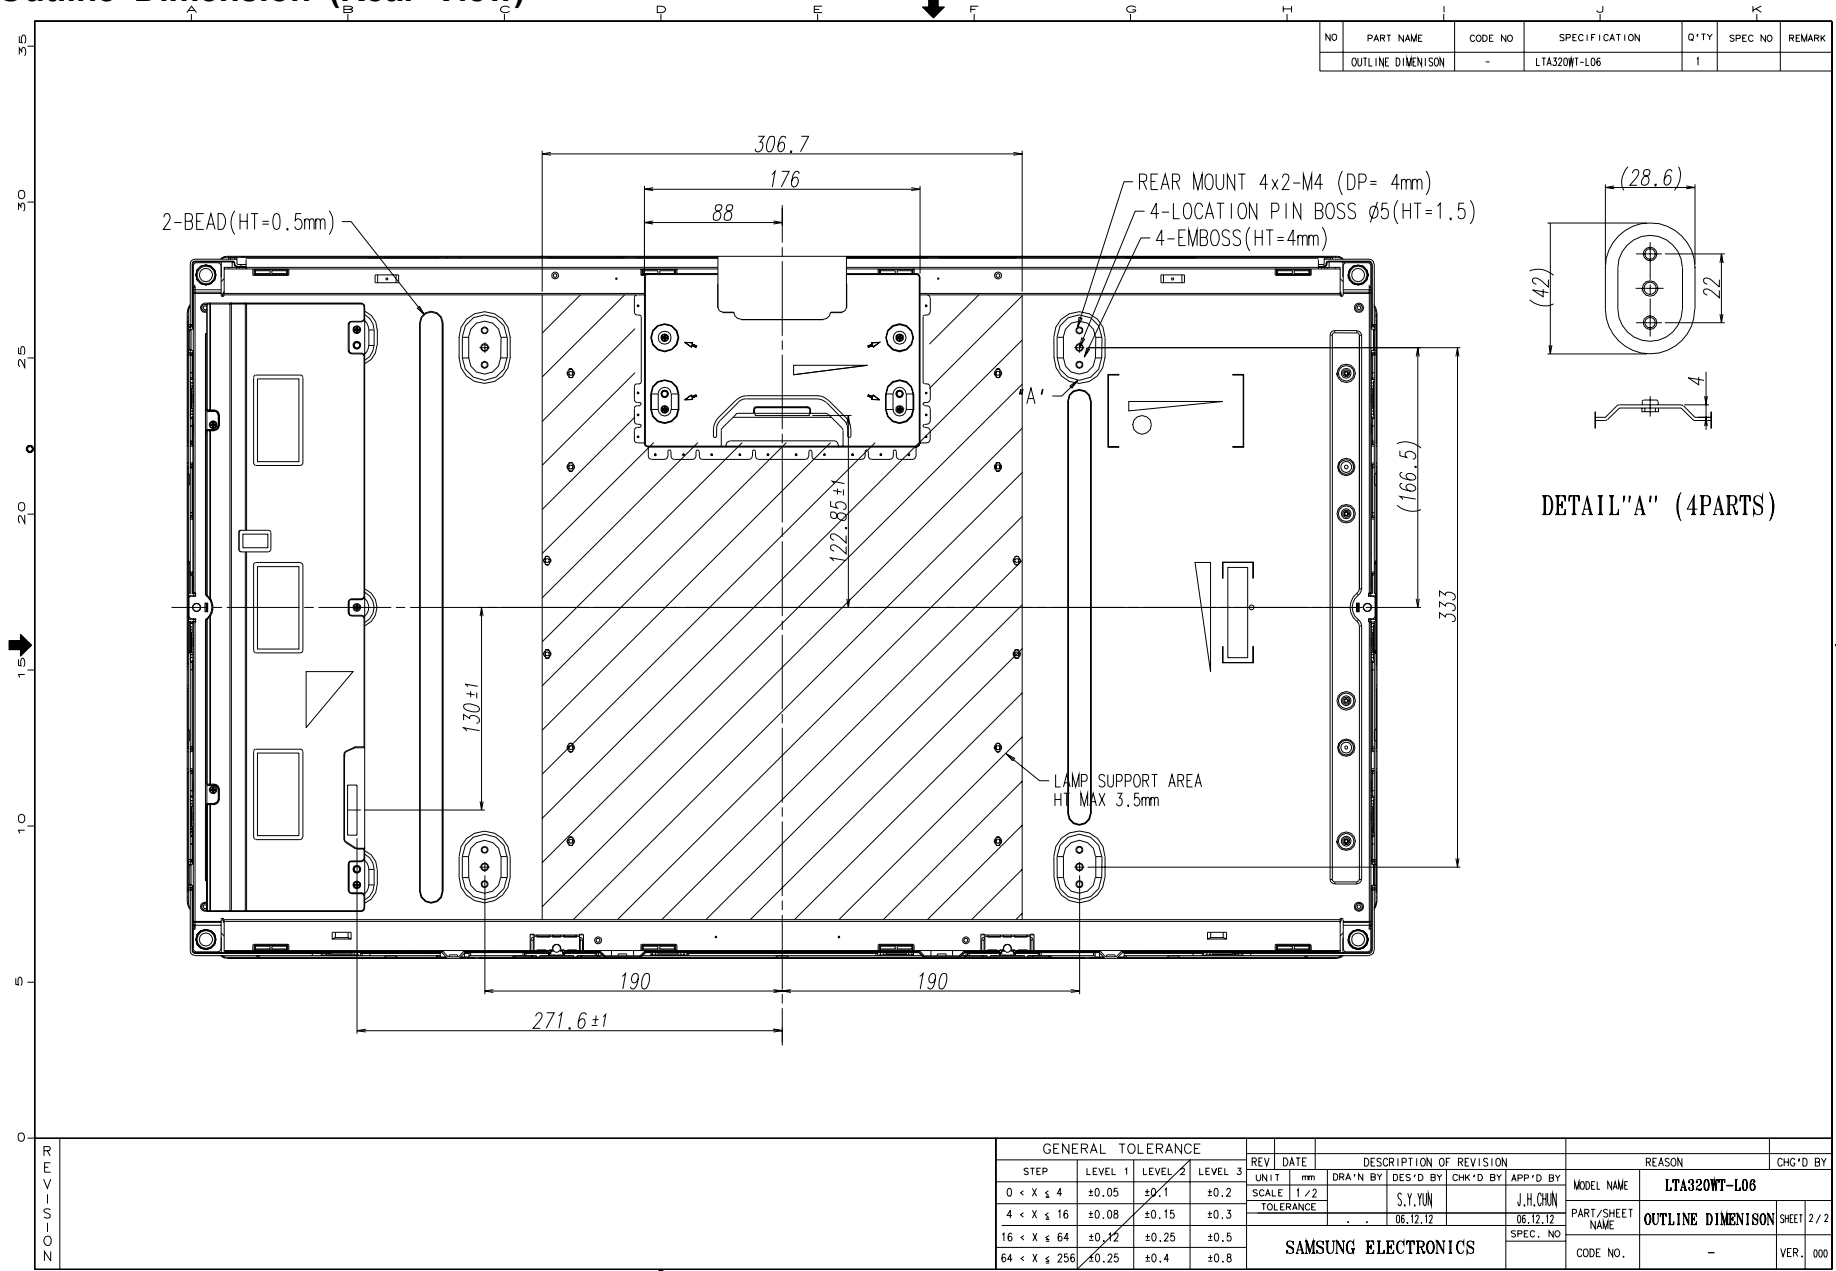 Outline Dimension (Rear View)
A B C D E F G H I J K
35
30
25
20
15
10
5
0
NO PART NAME CODE NO SPECIFICATION Q'TY SPEC NO REMARK
OUTLINE DIMENISON - LTA320WT-L06 1
306.7
176
88
2-BEAD(HT=0.5mm)
REAR MOUNT 4x2-M4 (DP= 4mm)
4-LOCATION PIN BOSS Ø5(HT=1.5)
4-EMBOSS(HT=4mm)
(28.6)
(42)
22
4
"A"
DETAIL"A" (4PARTS)
122.85±1
(166.5)
333
130±1
LAMP SUPPORT AREA
HT MAX 3.5mm
190
190
271.6±1
REVISION
GENERAL TOLERANCE
STEP LEVEL 1 LEVEL 2 LEVEL 3
0 < X ≤ 4 ±0.05 ±0.1 ±0.2
4 < X ≤ 16 ±0.08 ±0.15 ±0.3
16 < X ≤ 64 ±0.12 ±0.25 ±0.5
64 < X ≤ 256 ±0.25 ±0.4 ±0.8
REV DATE DESCRIPTION OF REVISION REASON CHG'D BY
UNIT mm DRA'N BY DES'D BY CHK'D BY APP'D BY
SCALE 1/2 S.Y.YUN J.H.CHUN
TOLERANCE . . 06.12.12 06.12.12
SAMSUNG ELECTRONICS
SPEC. NO
MODEL NAME LTA320WT-L06
PART/SHEET NAME OUTLINE DIMENISON SHEET 2/2
CODE NO. - VER. 000